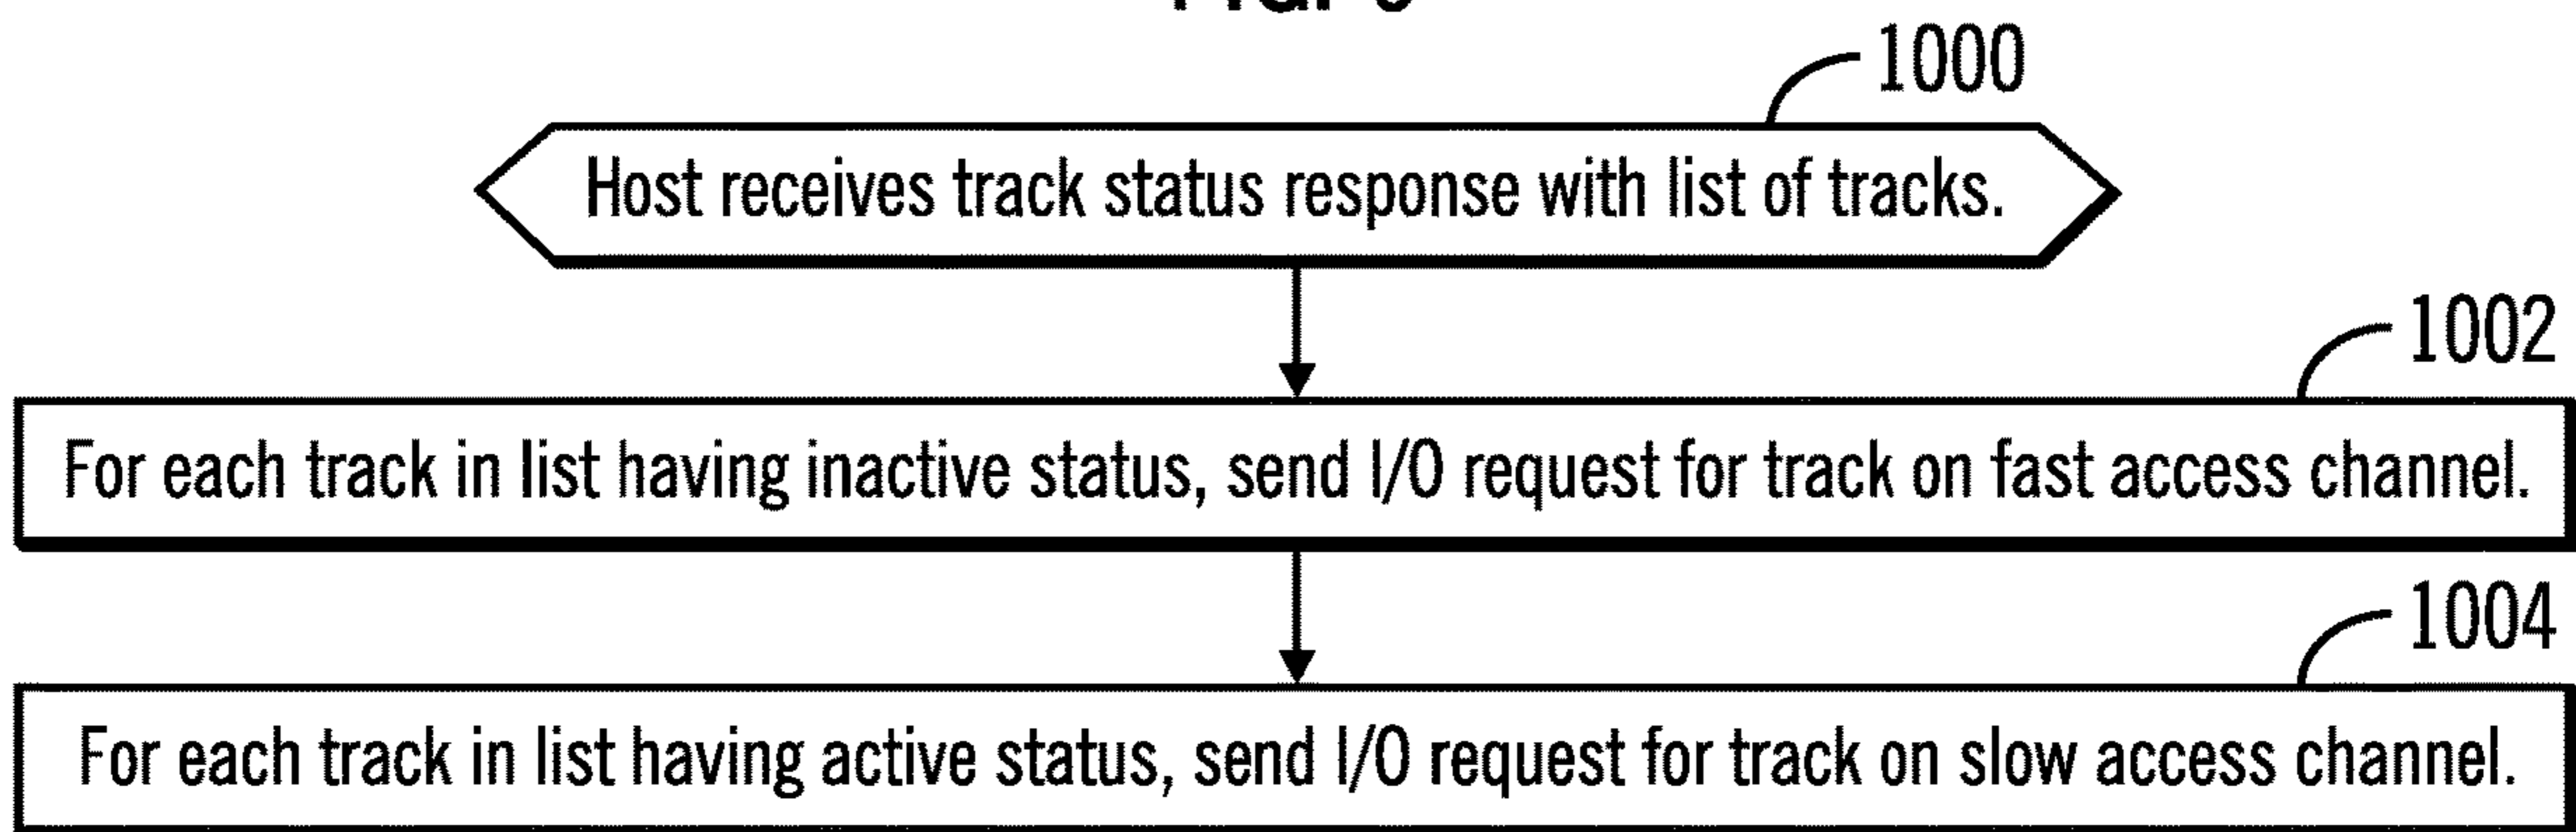 1000
Host receives track status response with list of tracks.
1002
For each track in list having inactive status, send I/O request for track on fast access channel.
1004
For each track in list having active status, send I/O request for track on slow access channel.